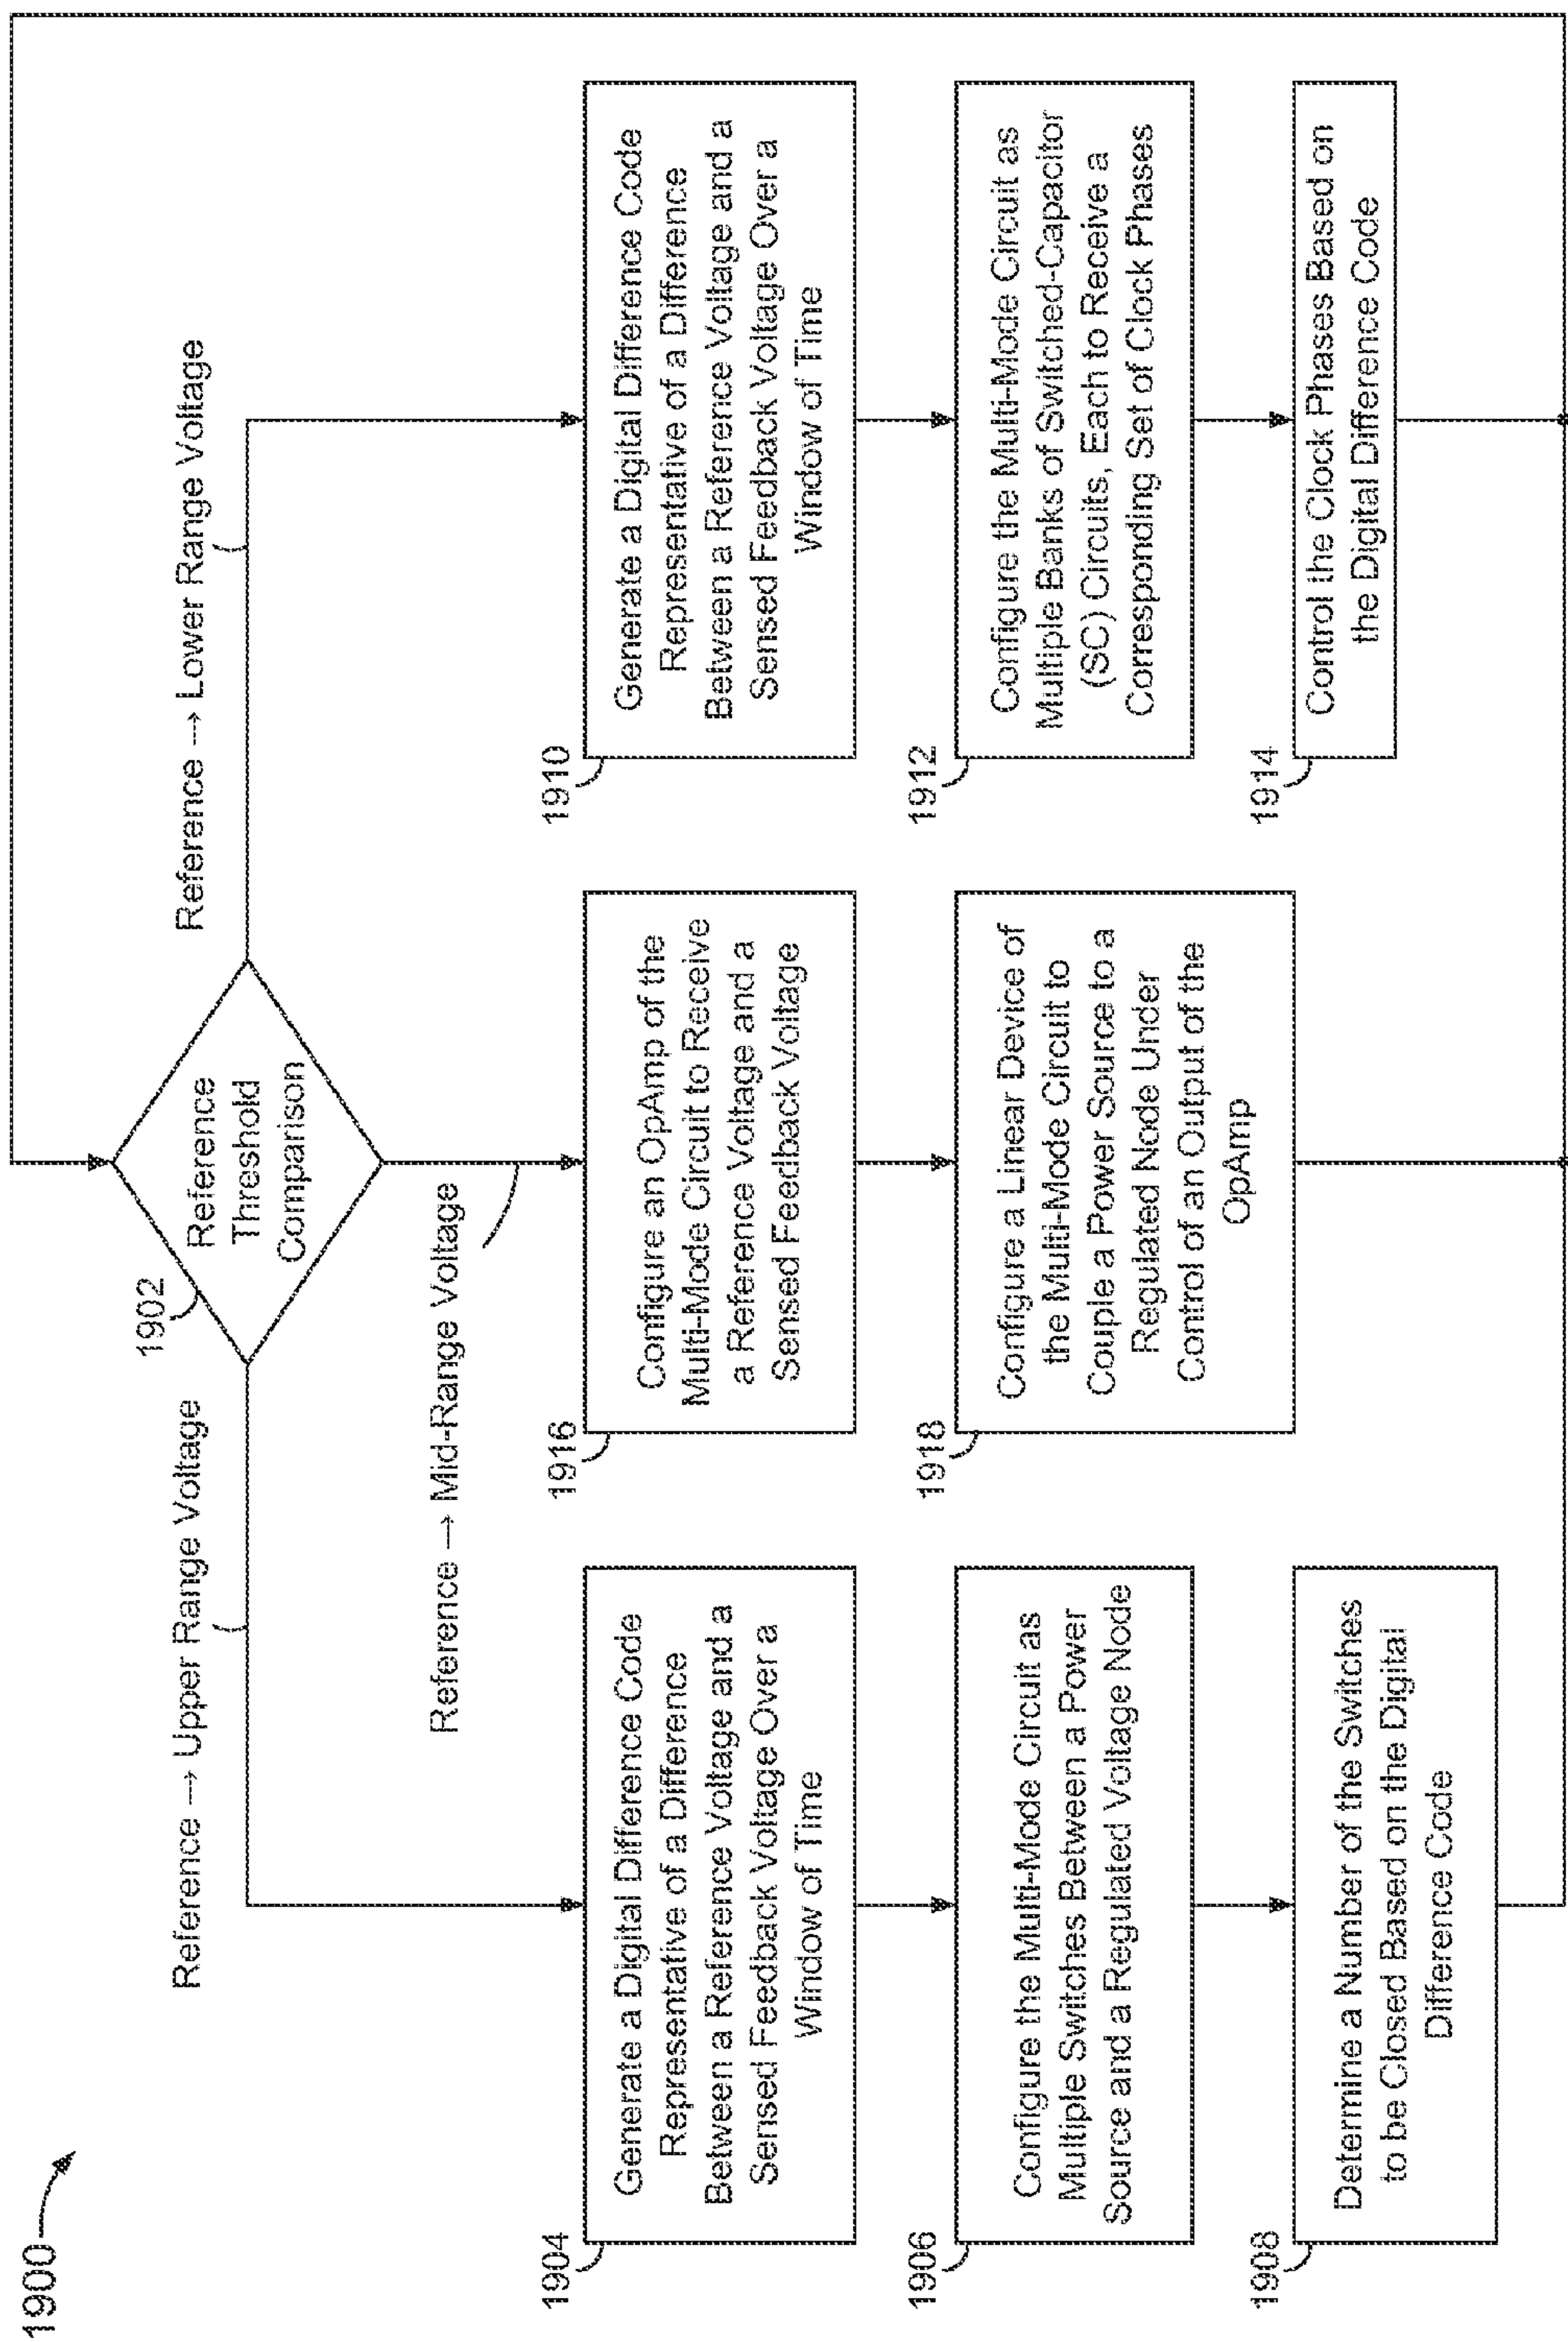 1900
1902
Reference
Threshold
Comparison
Reference → Upper Range Voltage
Reference → Mid-Range Voltage
Reference → Lower Range Voltage
1904
Generate a Digital Difference Code
Representative of a Difference
Between a Reference Voltage and a
Sensed Feedback Voltage Over a
Window of Time
1906
Configure the Multi-Mode Circuit as
Multiple Switches Between a Power
Source and a Regulated Voltage Node
1908
Determine a Number of the Switches
to be Closed Based on the Digital
Difference Code
1916
Configure an OpAmp of the
Multi-Mode Circuit to Receive
a Reference Voltage and a
Sensed Feedback Voltage
1918
Configure a Linear Device of
the Multi-Mode Circuit to
Couple a Power Source to a
Regulated Node Under
Control of an Output of the
OpAmp
1910
Generate a Digital Difference Code
Representative of a Difference
Between a Reference Voltage and a
Sensed Feedback Voltage Over a
Window of Time
1912
Configure the Multi-Mode Circuit as
Multiple Banks of Switched-Capacitor
(SC) Circuits, Each to Receive a
Corresponding Set of Clock Phases
1914
Control the Clock Phases Based on
the Digital Difference Code